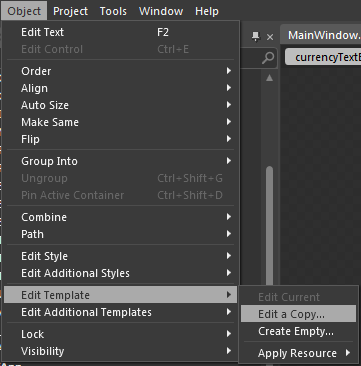 Object Project Tools Window Help
Edit Text F2
MainWindow.
Edit Control Ctrl+E
currencyTextE
Order
Align
Auto Size
Make Same
Flip
Group Into
Ungroup Ctrl+Shift+G
Pin Active Container Ctrl+Shift+D
Combine
Path
Edit Style
Edit Additional Styles
Edit Template
Edit Current
Edit Additional Templates
Edit a Copy...
Create Empty...
Lock
Visibility
Apply Resource